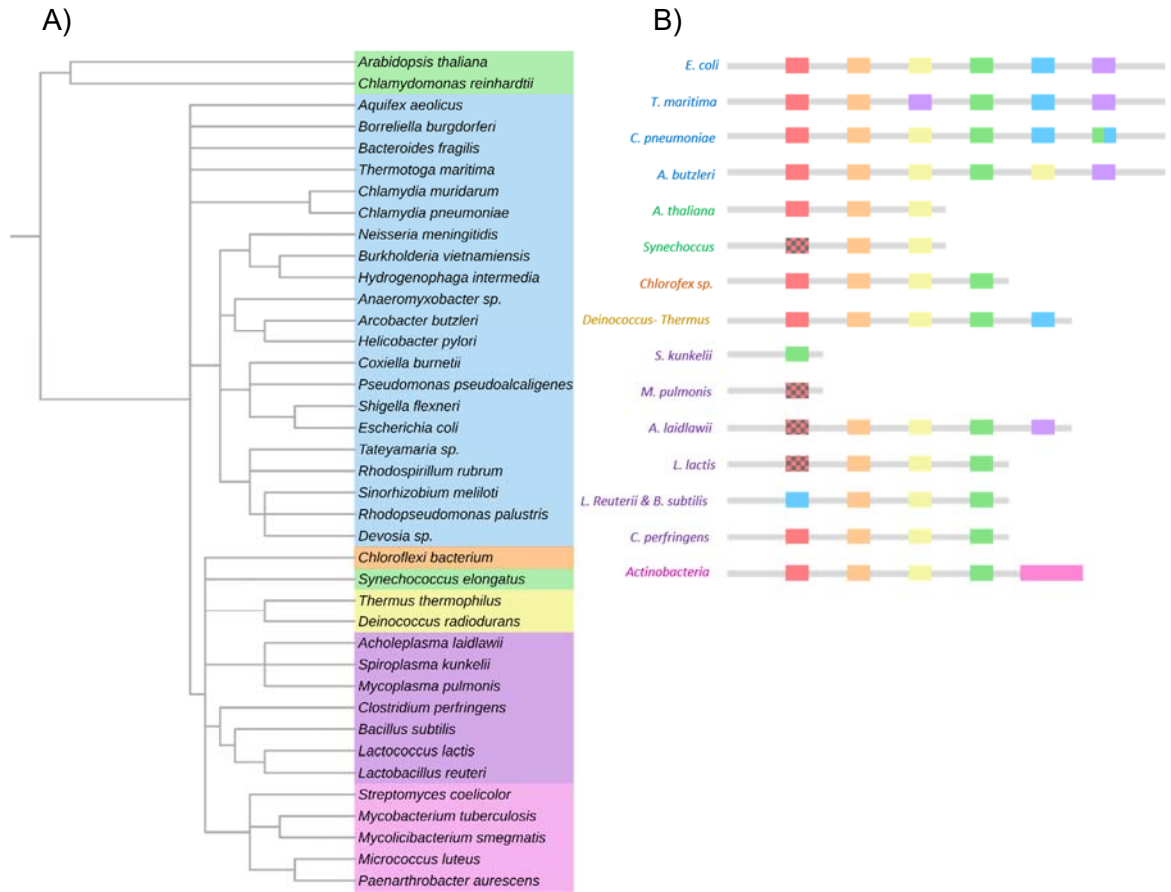 A)
Arabidopsis thaliana
Chlamydomonas reinhardtii
Aquifex aeolicus
Borreliella burgdorferi
Bacteroides fragilis
Thermotoga maritima
Chlamydia muridarum
Chlamydia pneumoniae
Neisseria meningitidis
Burkholderia vietnamiensis
Hydrogenophaga intermedia
Anaeromyxobacter sp.
Arcobacter butzleri
Helicobacter pylori
Coxiella burnetii
Pseudomonas pseudoalcaligenes
Shigella flexneri
Escherichia coli
Tateyamaria sp.
Rhodospirillum rubrum
Sinorhizobium meliloti
Rhodopseudomonas palustris
Devosia sp.
Chloroflexi bacterium
Synechococcus elongatus
Thermus thermophilus
Deinococcus radiodurans
Acholeplasma laidlawii
Spiroplasma kunkelii
Mycoplasma pulmonis
Clostridium perfringens
Bacillus subtilis
Lactococcus lactis
Lactobacillus reuteri
Streptomyces coelicolor
Mycobacterium tuberculosis
Mycolicibacterium smegmatis
Micrococcus luteus
Paenarthrobacter aurescens
B)
E. coli
T. maritima
C. pneumoniae
A. butzleri
A. thaliana
Synechoccus
Chlorofex sp.
Deinococcus- Thermus
S. kunkelii
M. pulmonis
A. laidlawii
L. lactis
L. Reuterii & B. subtilis
C. perfringens
Actinobacteria